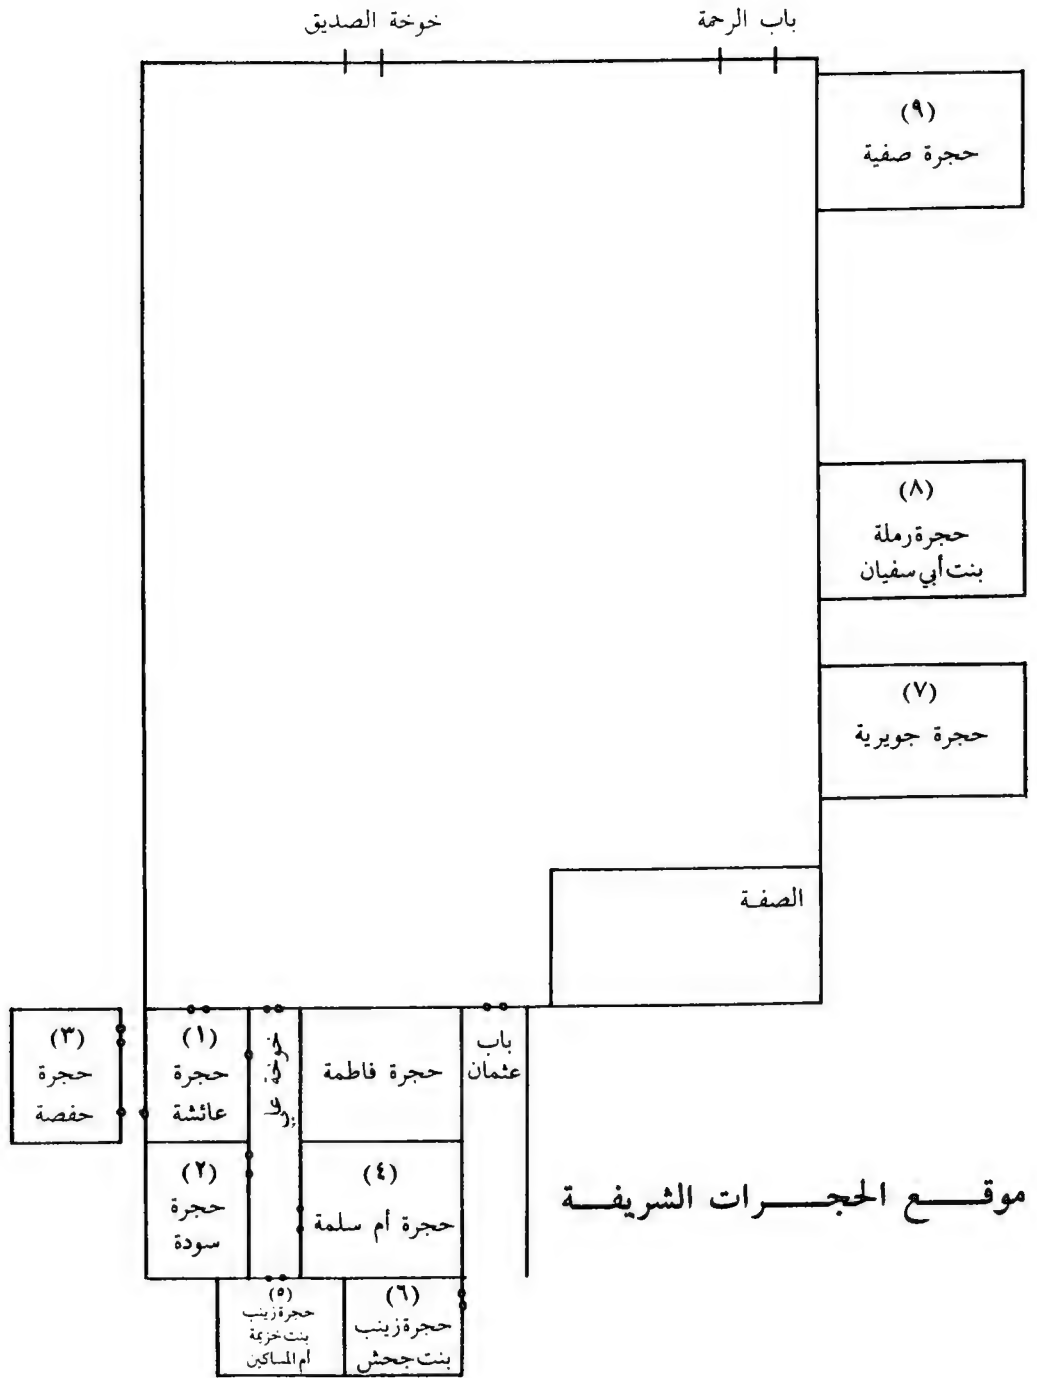 باب الرحمة
خوخة الصديق
(٩)
حجرة صفية
(٨)
حجرة رملة
بنت أبي سفيان
(٧)
حجرة جويرية
الصفة
باب
عثمان
حجرة فاطمة
خوخة علي
(١)
حجرة
عائشة
(٣)
حجرة
حفصة
(٤)
حجرة أم سلمة
(٢)
حجرة
سودة
(٦)
حجرة زينب
بنت جحش
(٥)
حجرة زينب
بنت خزيمة
أم المساكين
موقع الحجرات الشريفة